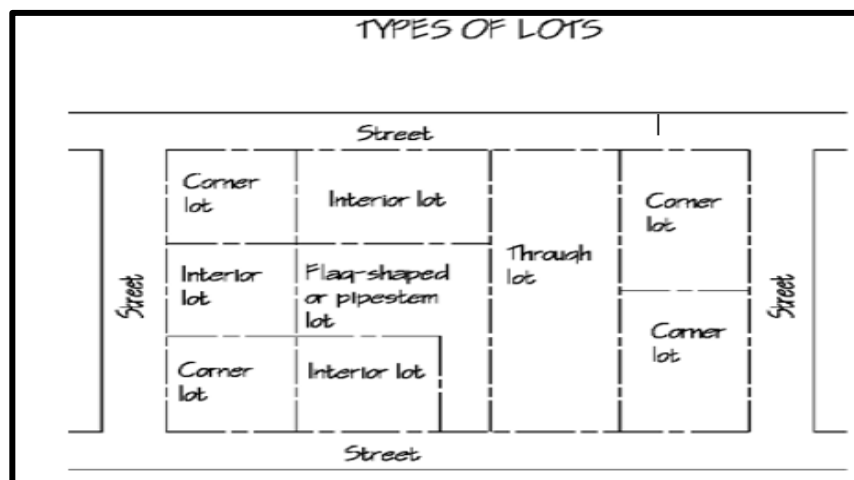 TYPES OF LOTS
Street
Corner
lot
Interior lot
Corner
lot
Street
Interior
lot
Flag-shaped
or pipestem
lot
Through
lot
Street
Corner
lot
Interior lot
Corner
lot
Street